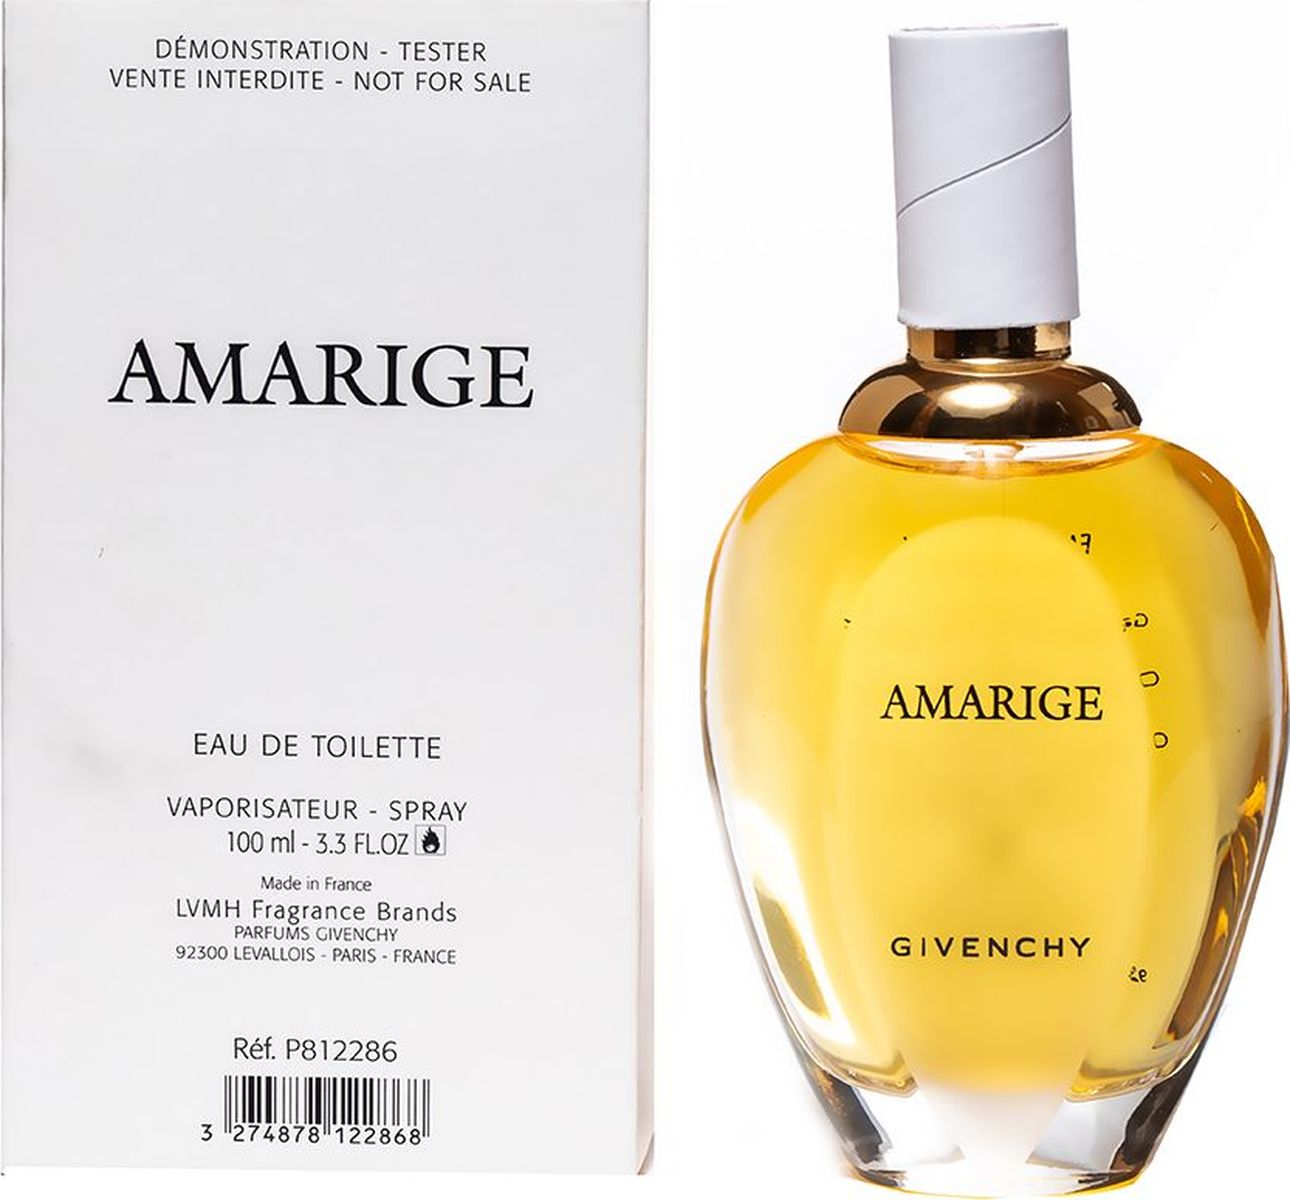 DÉMONSTRATION - TESTER
VENTE INTERDITE - NOT FOR SALE
AMARIGE
EAU DE TOILETTE
VAPORISATEUR - SPRAY
100 ml - 3.3 FL.OZ
Made in France
LVMH Fragrance Brands
PARFUMS GIVENCHY
92300 LEVALLOIS - PARIS - FRANCE
Réf. P812286
3 274878 122868
AMARIGE
GIVENCHY